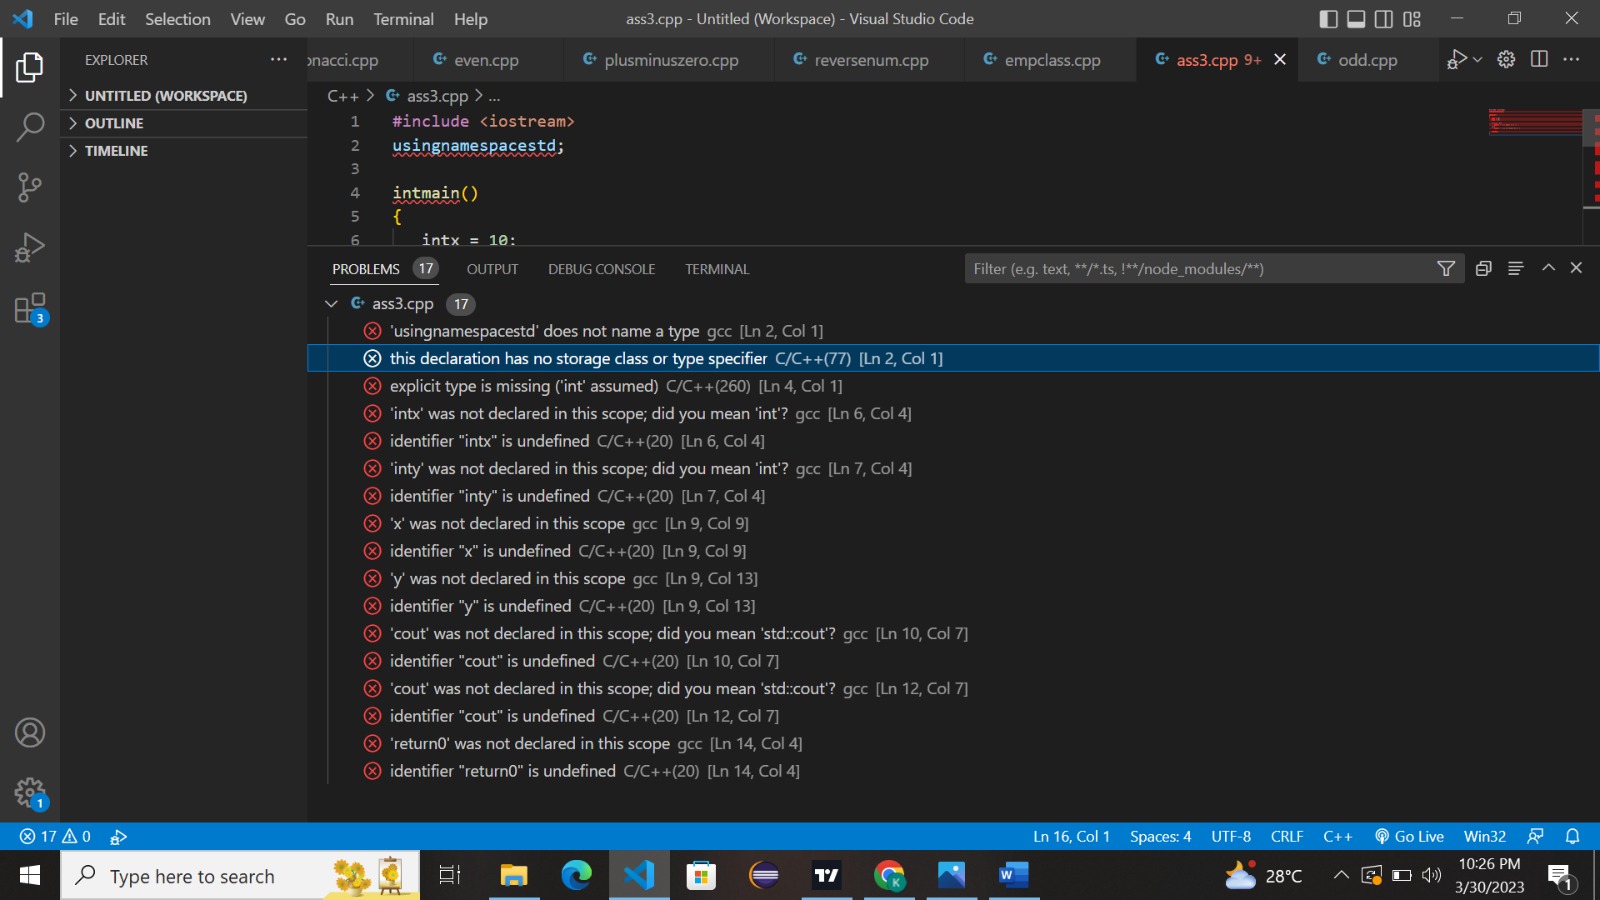 File Edit Selection View Go Run Terminal Help
ass3.cpp - Untitled (Workspace) - Visual Studio Code
EXPLORER
UNTITLED (WORKSPACE)
OUTLINE
TIMELINE
onacci.cpp even.cpp plusminuszero.cpp reversenum.cpp empclass.cpp ass3.cpp 9+ odd.cpp
C++ > ass3.cpp > ...
1 #include <iostream>
2 usingnamespacestd;
3
4 intmain()
5 {
6 intx = 10;
PROBLEMS 17 OUTPUT DEBUG CONSOLE TERMINAL
Filter (e.g. text, **/*.ts, !**/node_modules/**)
ass3.cpp 17
'usingnamespacestd' does not name a type gcc [Ln 2, Col 1]
this declaration has no storage class or type specifier C/C++(77) [Ln 2, Col 1]
explicit type is missing ('int' assumed) C/C++(260) [Ln 4, Col 1]
'intx' was not declared in this scope; did you mean 'int'? gcc [Ln 6, Col 4]
identifier "intx" is undefined C/C++(20) [Ln 6, Col 4]
'inty' was not declared in this scope; did you mean 'int'? gcc [Ln 7, Col 4]
identifier "inty" is undefined C/C++(20) [Ln 7, Col 4]
'x' was not declared in this scope gcc [Ln 9, Col 9]
identifier "x" is undefined C/C++(20) [Ln 9, Col 9]
'y' was not declared in this scope gcc [Ln 9, Col 13]
identifier "y" is undefined C/C++(20) [Ln 9, Col 13]
'cout' was not declared in this scope; did you mean 'std::cout'? gcc [Ln 10, Col 7]
identifier "cout" is undefined C/C++(20) [Ln 10, Col 7]
'cout' was not declared in this scope; did you mean 'std::cout'? gcc [Ln 12, Col 7]
identifier "cout" is undefined C/C++(20) [Ln 12, Col 7]
'return0' was not declared in this scope gcc [Ln 14, Col 4]
identifier "return0" is undefined C/C++(20) [Ln 14, Col 4]
3
1
17 0
Ln 16, Col 1 Spaces: 4 UTF-8 CRLF C++ Go Live Win32
Type here to search
28°C
10:26 PM
3/30/2023
1